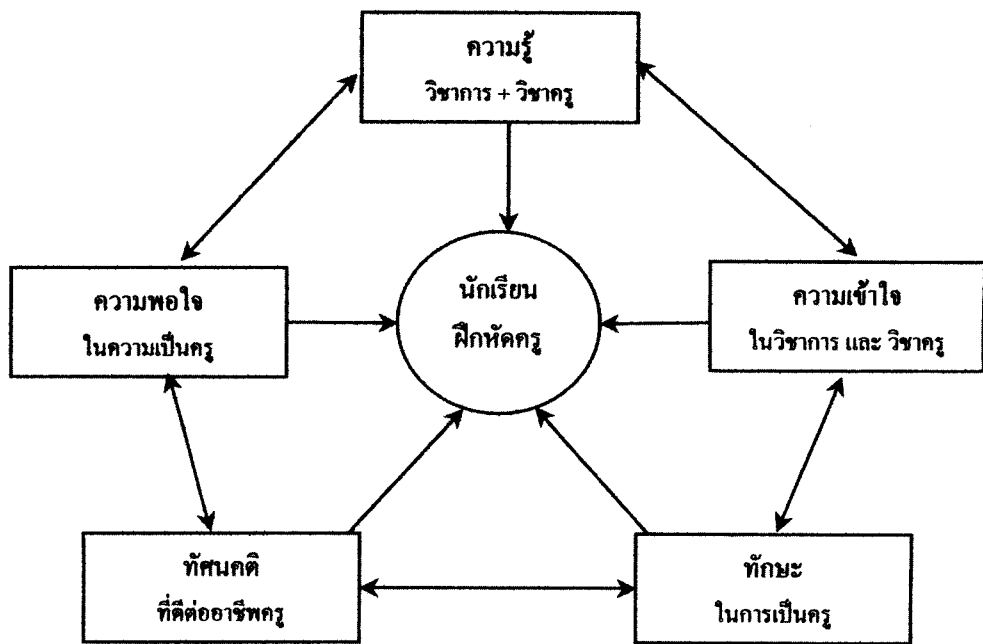 ความรู้
วิชาการ + วิชาครู
ความพอใจ
ในความเป็นครู
นักเรียน
ฝึกหัดครู
ความเข้าใจ
ในวิชาการ และ วิชาครู
ทัศนคติ
ที่ดีต่ออาชีพครู
ทักษะ
ในการเป็นครู